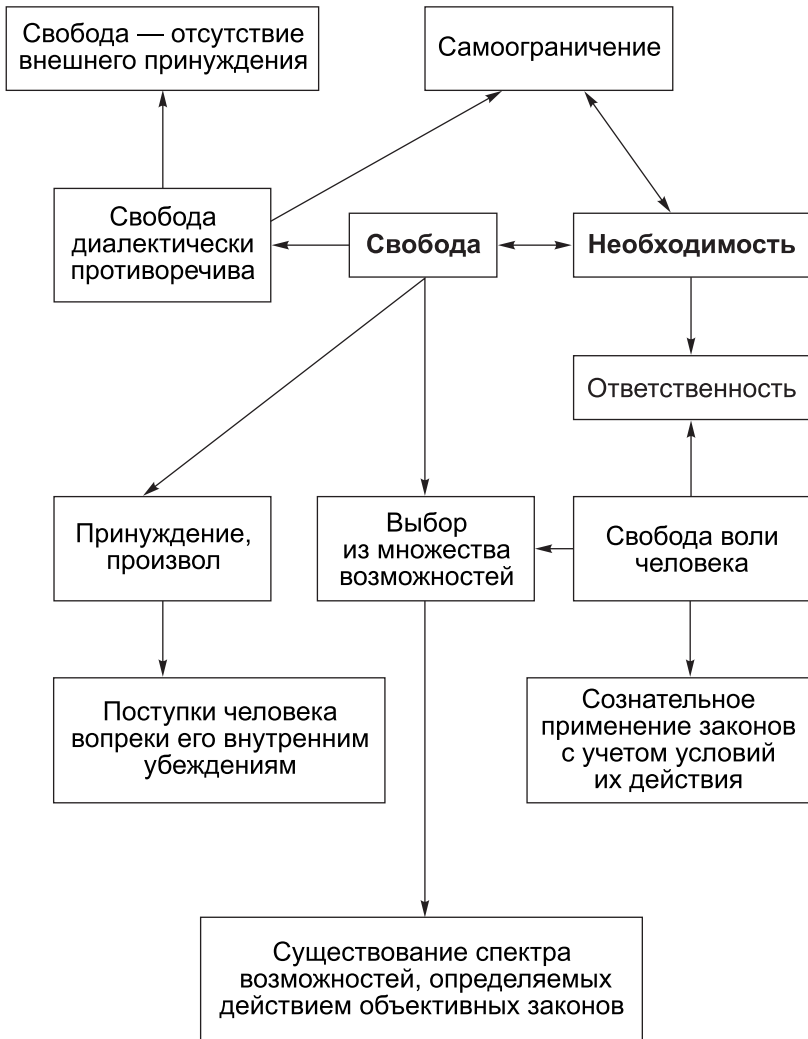 Свобода — отсутствие
внешнего принуждения
Самоограничение
Свобода
диалектически
противоречива
Свобода
Необходимость
Ответственность
Принуждение,
произвол
Выбор
из множества
возможностей
Свобода воли
человека
Поступки человека
вопреки его внутренним
убеждениям
Сознательное
применение законов
с учетом условий
их действия
Существование спектра
возможностей, определяемых
действием объективных законов